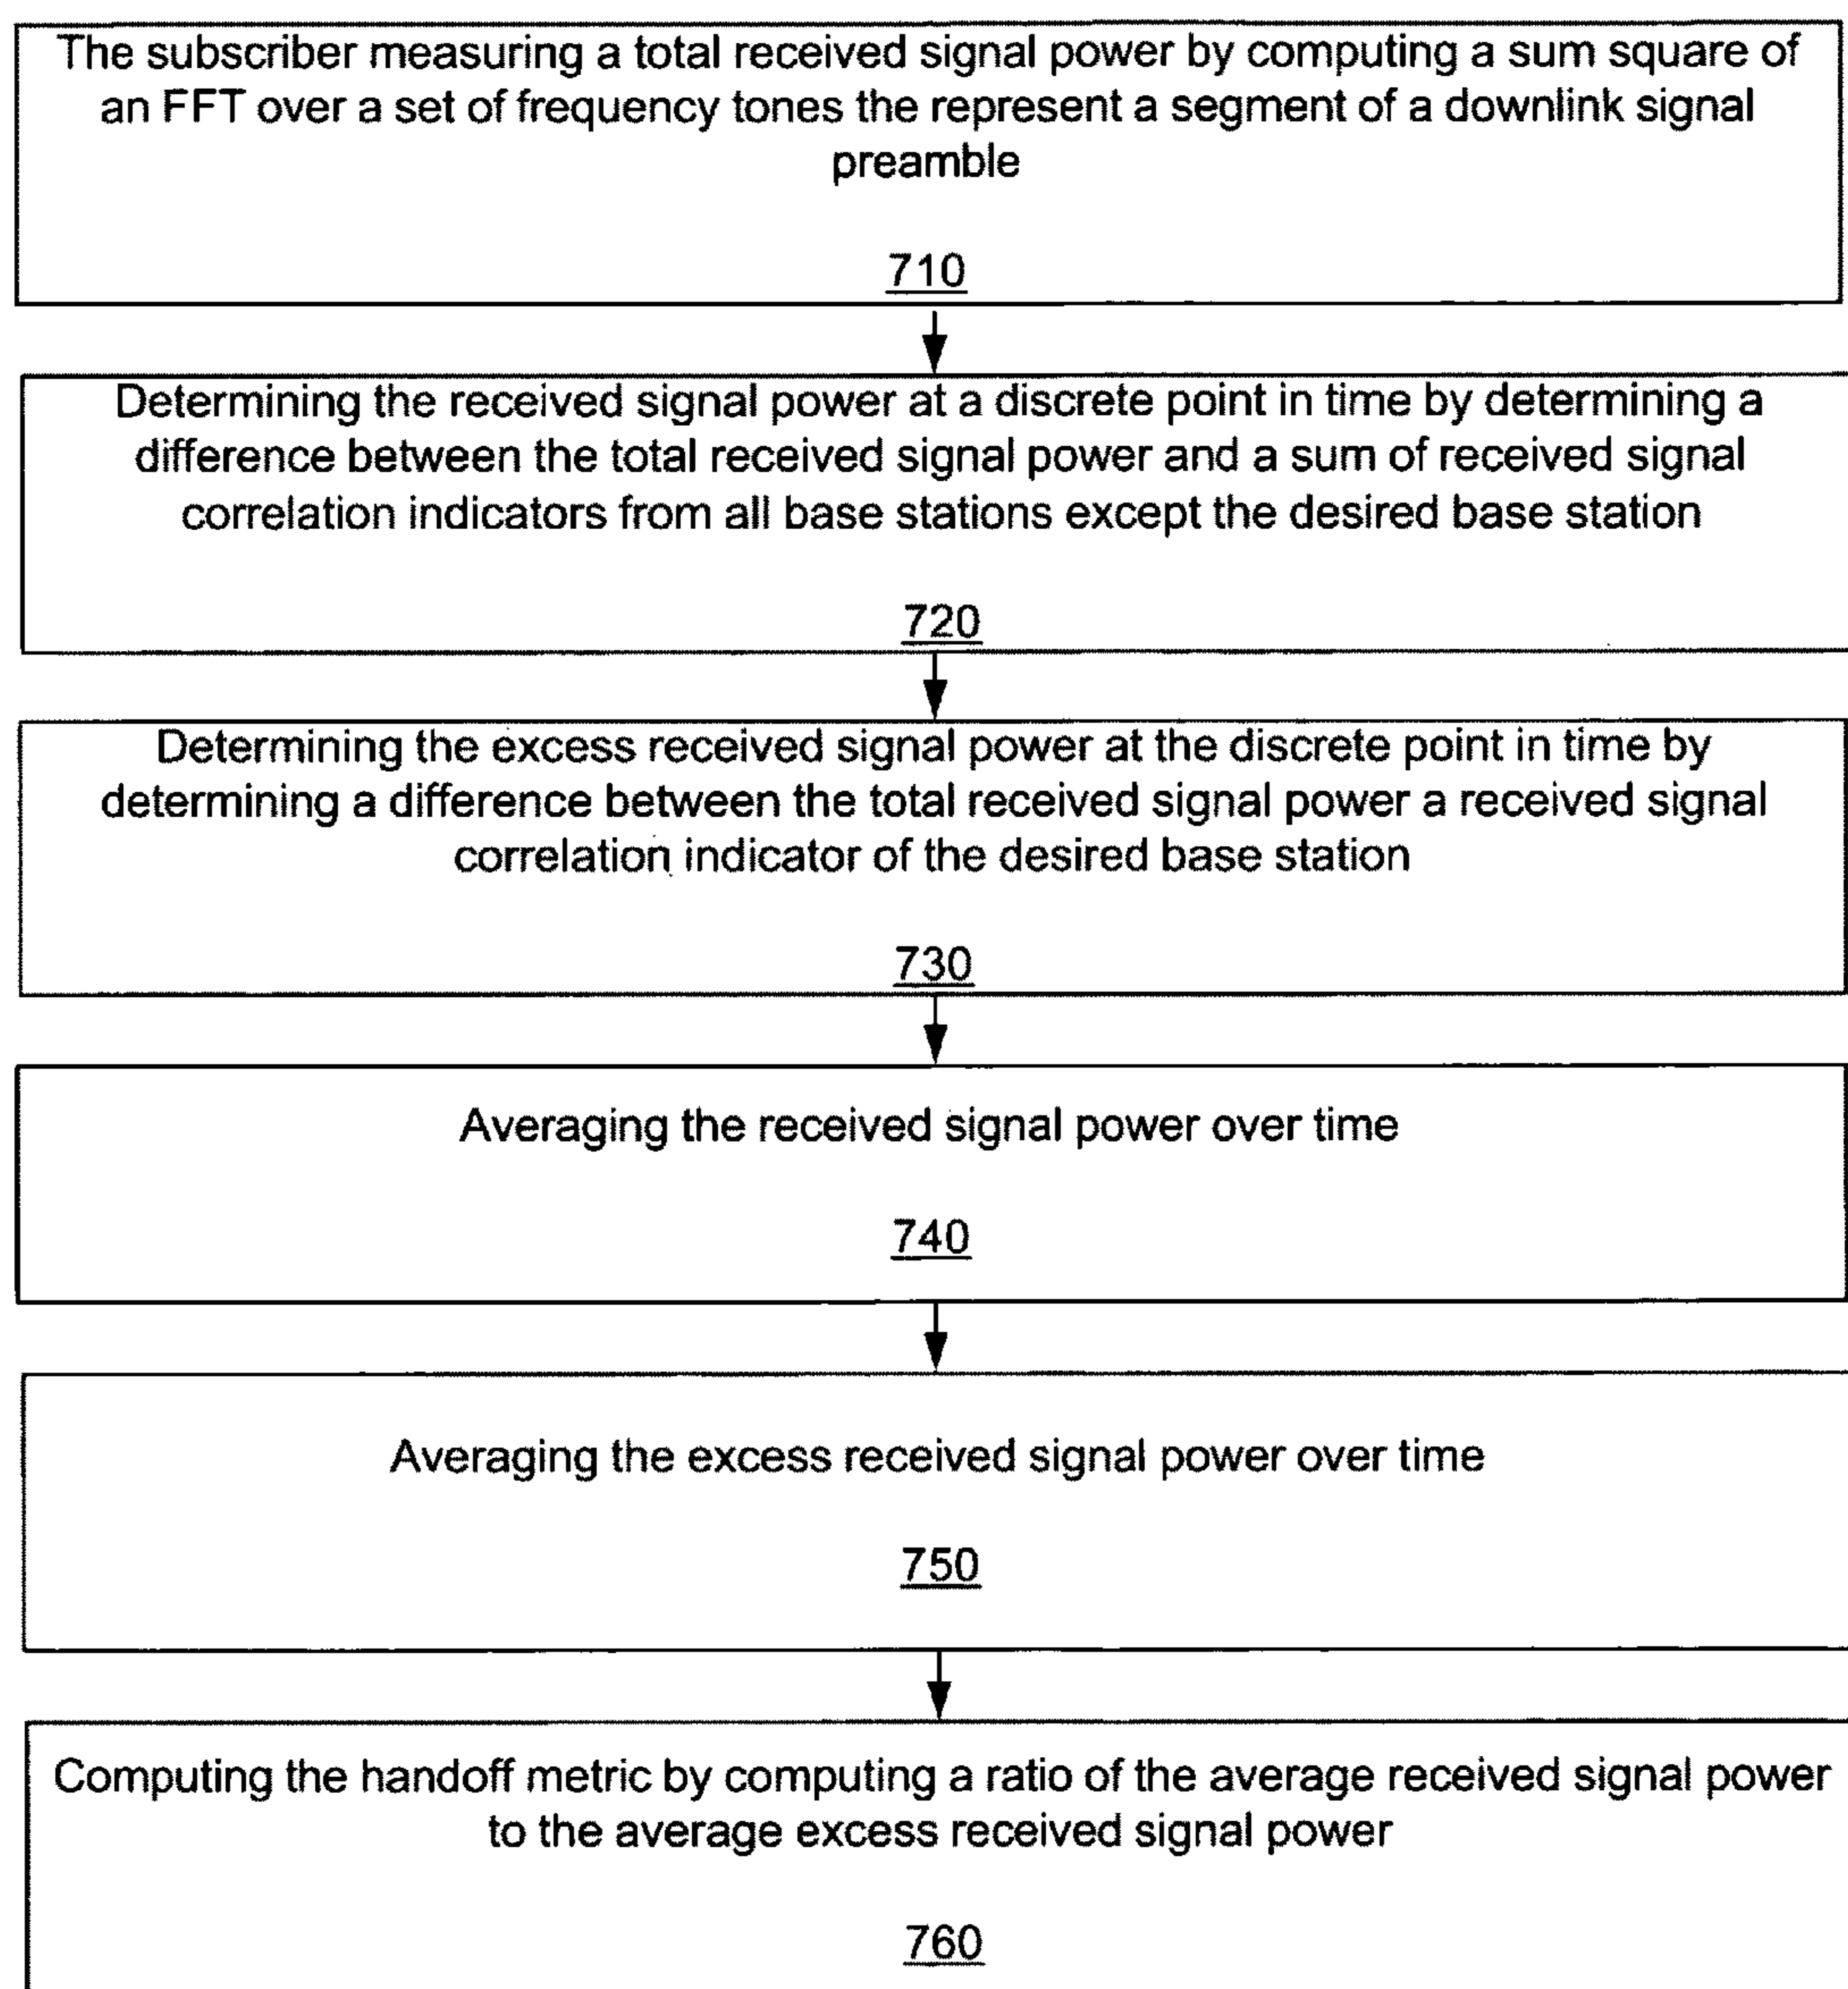 The subscriber measuring a total received signal power by computing a sum square of
an FFT over a set of frequency tones the represent a segment of a downlink signal
preamble
710
Determining the received signal power at a discrete point in time by determining a
difference between the total received signal power and a sum of received signal
correlation indicators from all base stations except the desired base station
720
Determining the excess received signal power at the discrete point in time by
determining a difference between the total received signal power a received signal
correlation indicator of the desired base station
730
Averaging the received signal power over time
740
Averaging the excess received signal power over time
750
Computing the handoff metric by computing a ratio of the average received signal power
to the average excess received signal power
760